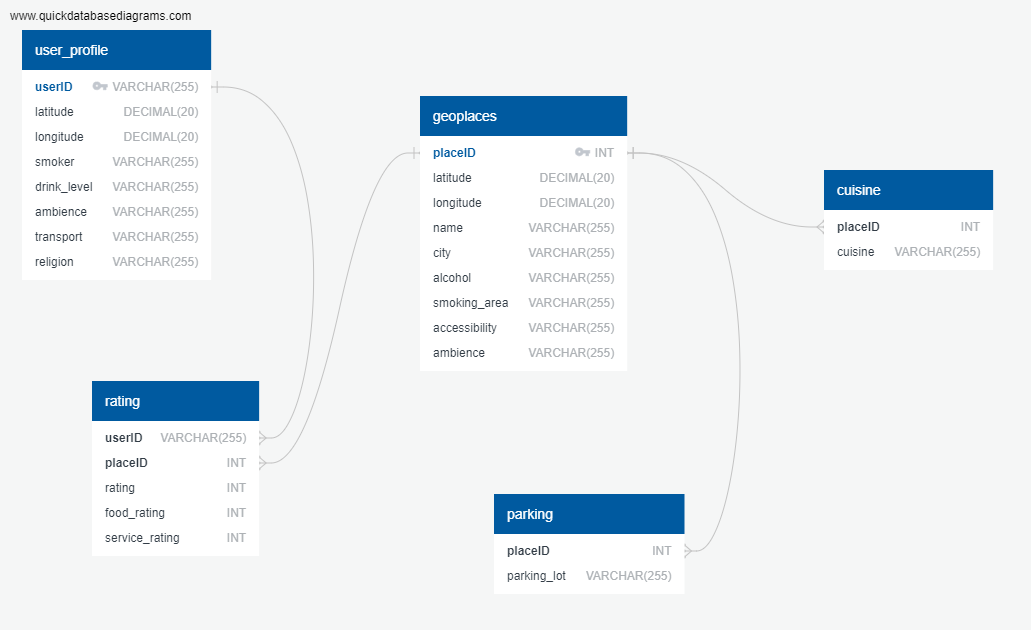 www.quickdatabasediagrams.com
user_profile
userID VARCHAR(255)
latitude DECIMAL(20)
longitude DECIMAL(20)
smoker VARCHAR(255)
drink_level VARCHAR(255)
ambience VARCHAR(255)
transport VARCHAR(255)
religion VARCHAR(255)
geoplaces
placeID INT
latitude DECIMAL(20)
longitude DECIMAL(20)
name VARCHAR(255)
city VARCHAR(255)
alcohol VARCHAR(255)
smoking_area VARCHAR(255)
accessibility VARCHAR(255)
ambience VARCHAR(255)
cuisine
placeID INT
cuisine VARCHAR(255)
rating
userID VARCHAR(255)
placeID INT
rating INT
food_rating INT
service_rating INT
parking
placeID INT
parking_lot VARCHAR(255)